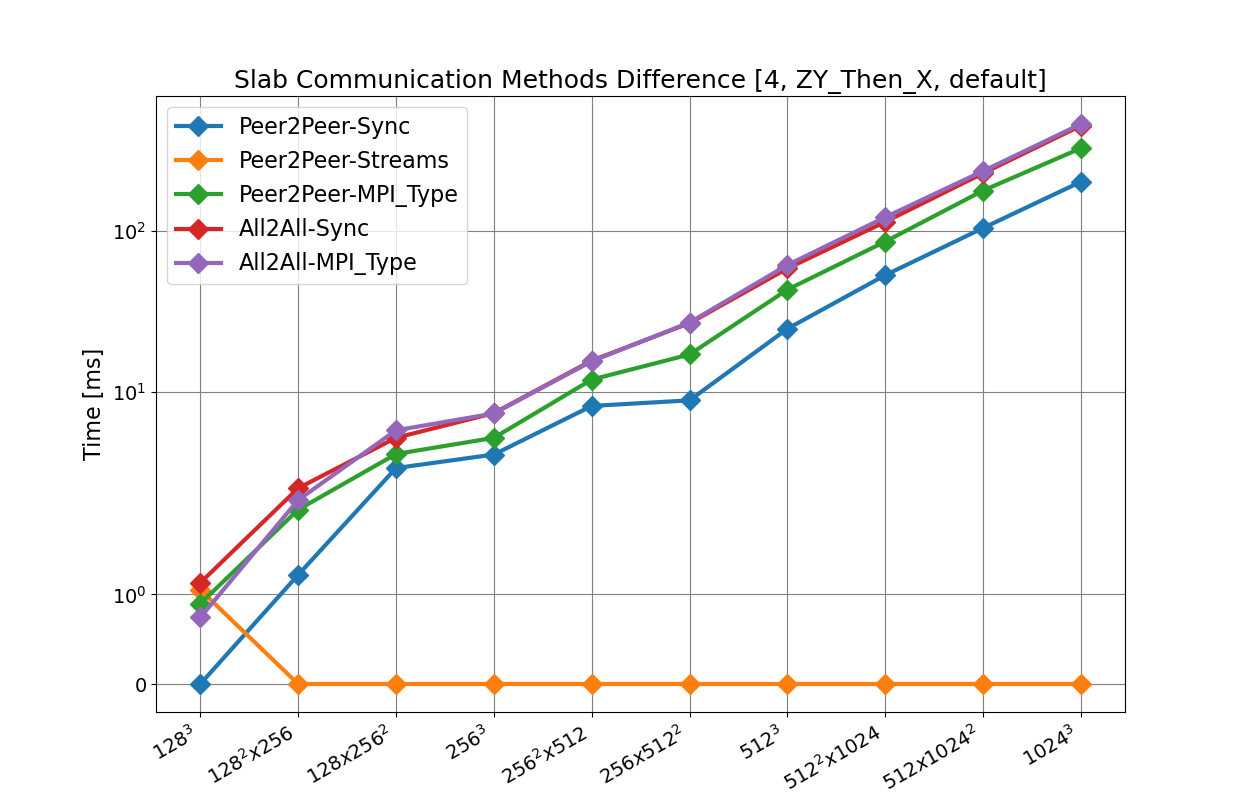 Slab Communication Methods Difference [4, ZY_Then_X, default]
Peer2Peer-Sync
Peer2Peer-Streams
Peer2Peer-MPI_Type
All2All-Sync
All2All-MPI_Type
Time [ms]
10²
10¹
10⁰
0
128³
128²x256
128x256²
256³
256²x512
256x512²
512³
512²x1024
512x1024²
1024³